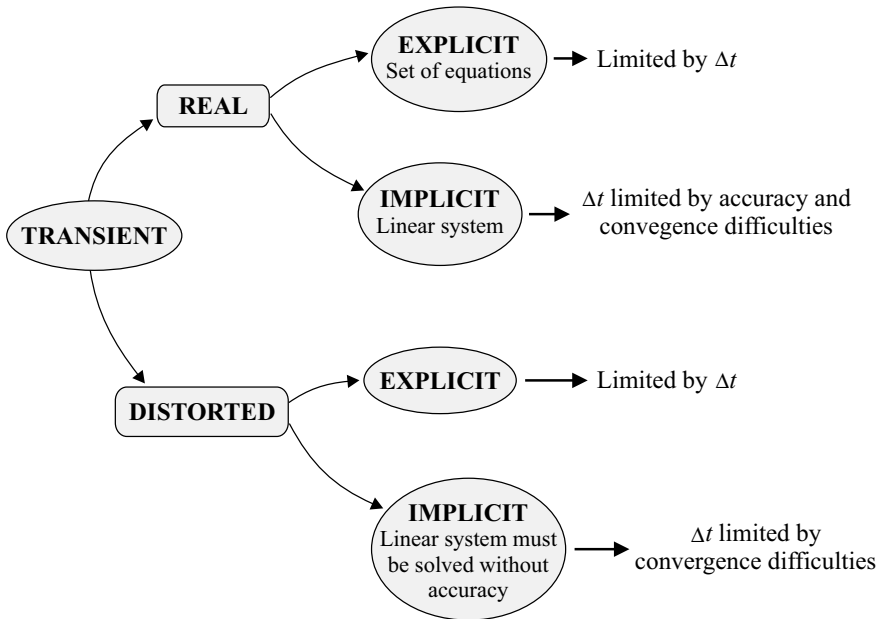 EXPLICIT
Set of equations
Limited by Δt
REAL
IMPLICIT
Linear system
Δt limited by accuracy and
convegence difficulties
TRANSIENT
EXPLICIT
Limited by Δt
DISTORTED
IMPLICIT
Linear system must
be solved without
accuracy
Δt limited by
convergence difficulties